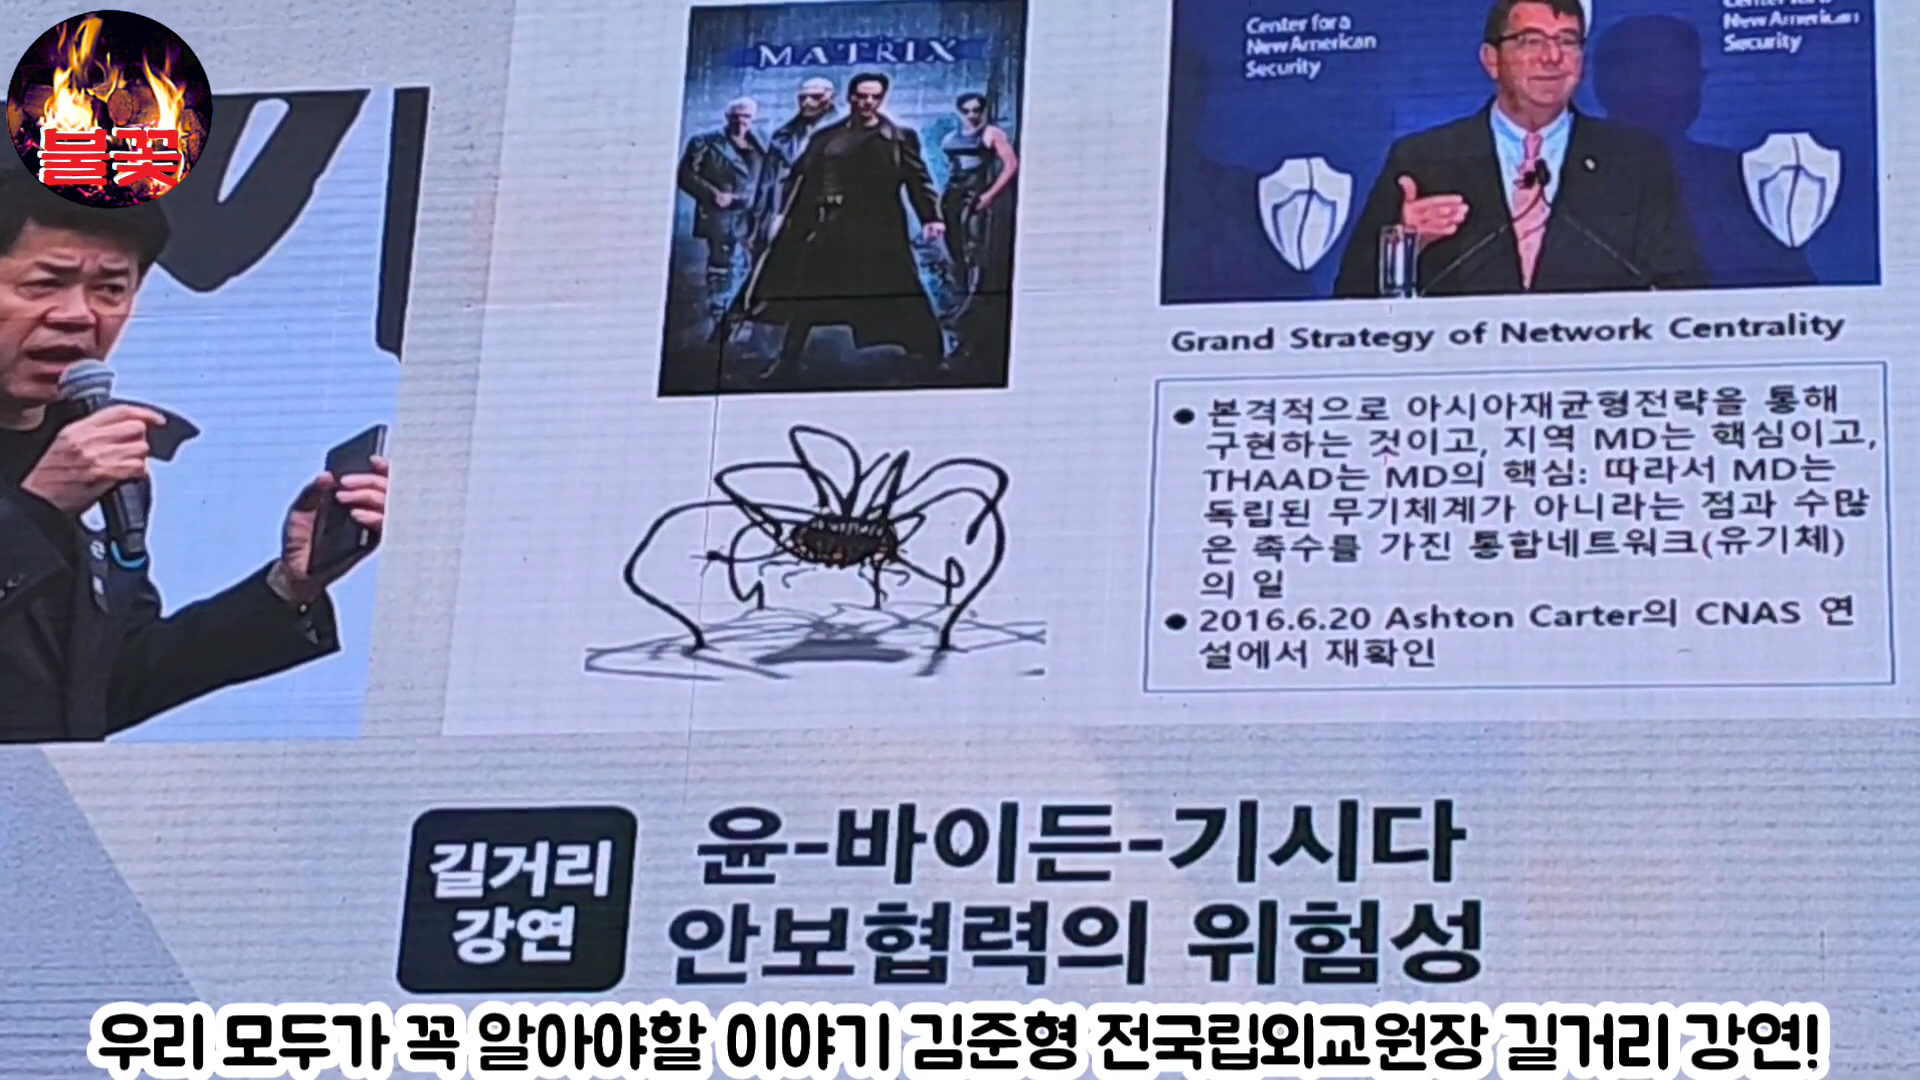 불꽃
MATRIX
Center for a
New American
Security
New American
Security
Grand Strategy of Network Centrality
● 본격적으로 아시아재균형전략을 통해
구현하는 것이고, 지역 MD는 핵심이고,
THAAD는 MD의 핵심: 따라서 MD는
독립된 무기체계가 아니라는 점과 수많
은 촉수를 가진 통합네트워크(유기체)
의 일
● 2016.6.20 Ashton Carter의 CNAS 연
설에서 재확인
길거리
강연
윤-바이든-기시다
안보협력의 위험성
우리 모두가 꼭 알아야할 이야기 김준형 전국립외교원장 길거리 강연!